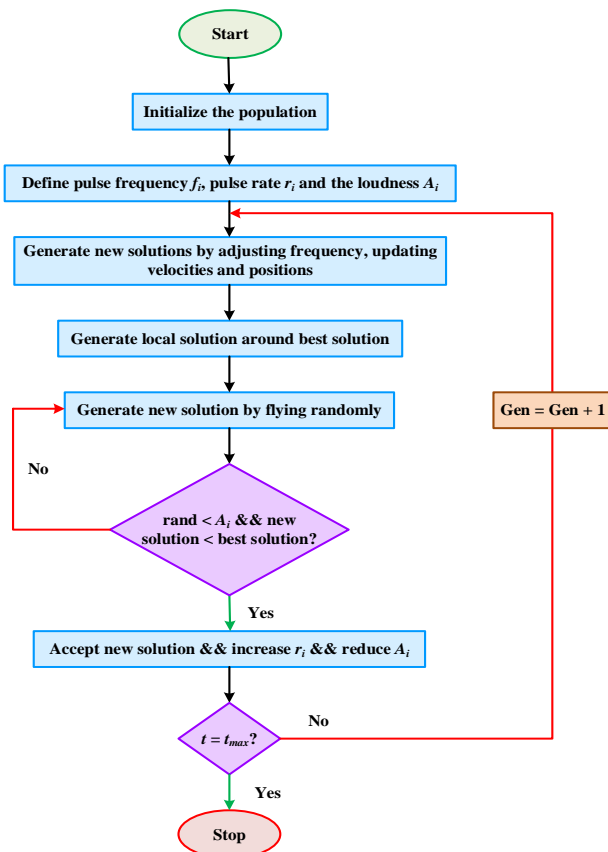 Start
Initialize the population
Define pulse frequency fᵢ, pulse rate rᵢ and the loudness Aᵢ
Generate new solutions by adjusting frequency, updating
velocities and positions
Generate local solution around best solution
Generate new solution by flying randomly
Gen = Gen + 1
No
rand < Aᵢ && new
solution < best solution?
Yes
Accept new solution && increase rᵢ && reduce Aᵢ
No
t = tmax?
Yes
Stop